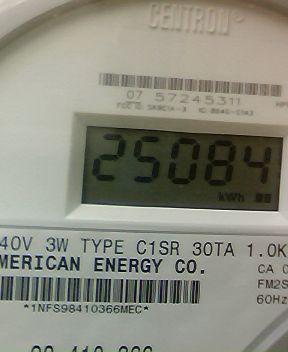 CENTRON®
07 57245311
25084
kWh
40V 3W TYPE C1SR 30TA 1.0K
MERICAN ENERGY CO.
CA 0
FM2S
60Hz
*1NFS98410366MEC*